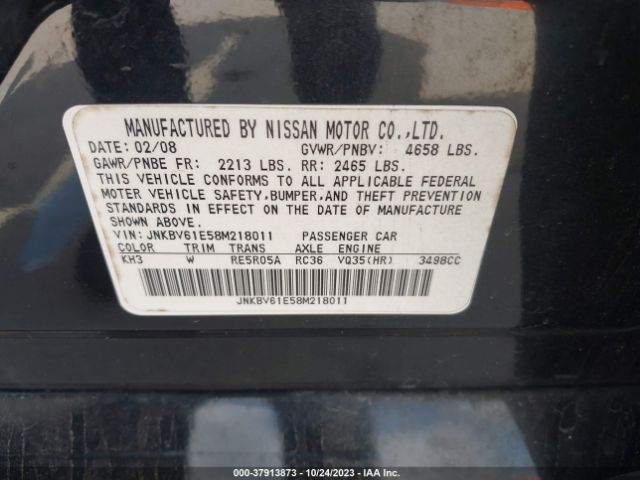 MANUFACTURED BY NISSAN MOTOR CO.,LTD.
DATE: 02/08 GVWR/PNBV: 4658 LBS.
GAWR/PNBE FR: 2213 LBS. RR: 2465 LBS.
THIS VEHICLE CONFORMS TO ALL APPLICABLE FEDERAL
MOTER VEHICLE SAFETY,BUMPER,AND THEFT PREVENTION
STANDARDS IN EFFECT ON THE DATE OF MANUFACTURE
SHOWN ABOVE.
VIN: JNKBV61E58M218011 PASSENGER CAR
COLOR TRIM TRANS AXLE ENGINE
KH3 W RE5R05A RC36 VQ35(HR) 3498CC
JNKBV61E58M218011
000-37913873 | 10/24/2023 | IAA Inc.